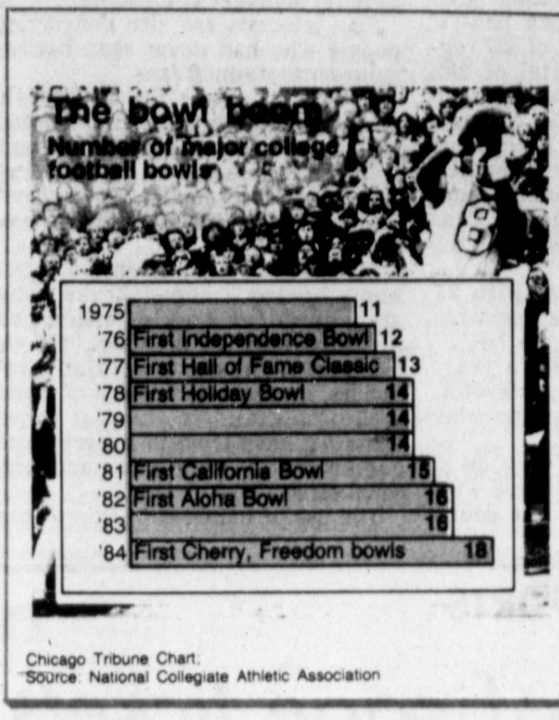 The bowl boom
Number of major college
football bowls
1975 11
'76 First Independence Bowl 12
'77 First Hall of Fame Classic 13
'78 First Holiday Bowl 14
'79 14
'80 14
'81 First California Bowl 15
'82 First Aloha Bowl 16
'83 16
'84 First Cherry, Freedom bowls 18
Chicago Tribune Chart;
Source: National Collegiate Athletic Association